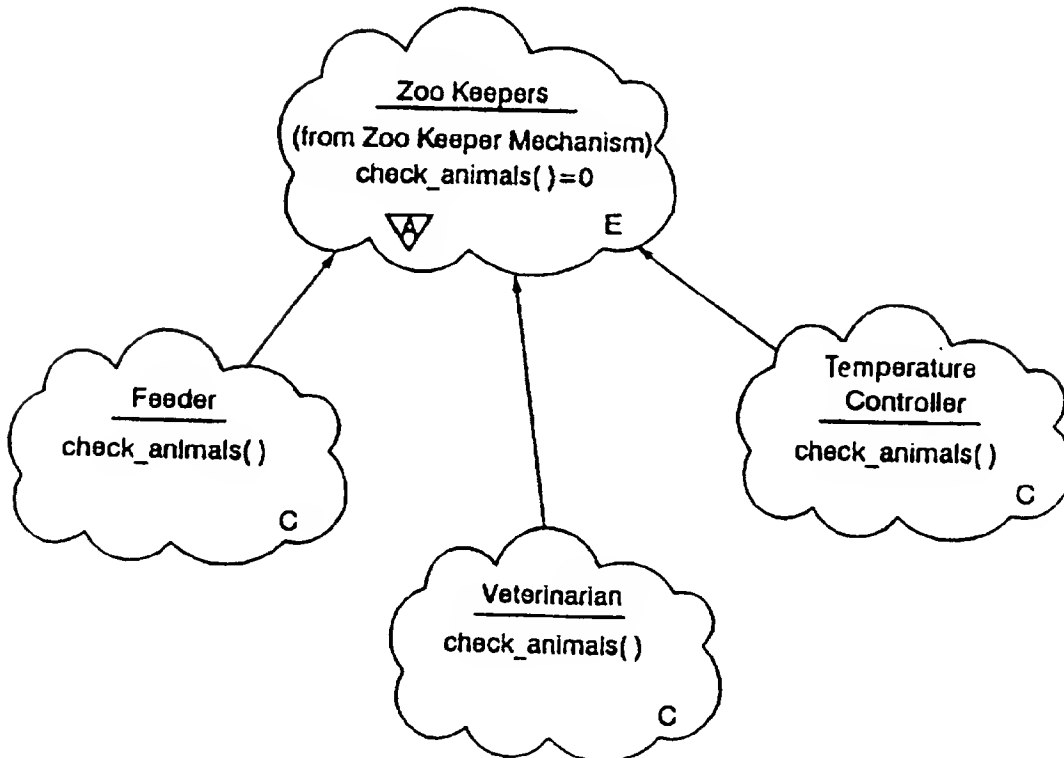 Zoo Keepers
(from Zoo Keeper Mechanism)
check_animals( )=0
A
E
Feeder
check_animals( )
C
Temperature
Controller
check_animals( )
C
Veterinarian
check_animals( )
C